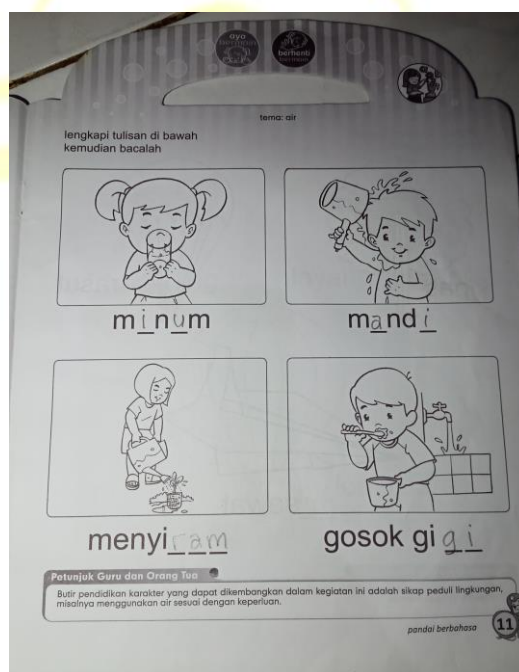 ayo
berhenti
tema: air
lengkapi tulisan di bawah
kemudian bacalah
minum
mandi
menyiram
gosok gigi
Petunjuk Guru dan Orang Tua
Butir pendidikan karakter yang dapat dikembangkan dalam kegiatan ini adalah sikap peduli lingkungan,
misalnya menggunakan air sesuai dengan keperluan.
pandai berbahasa
11